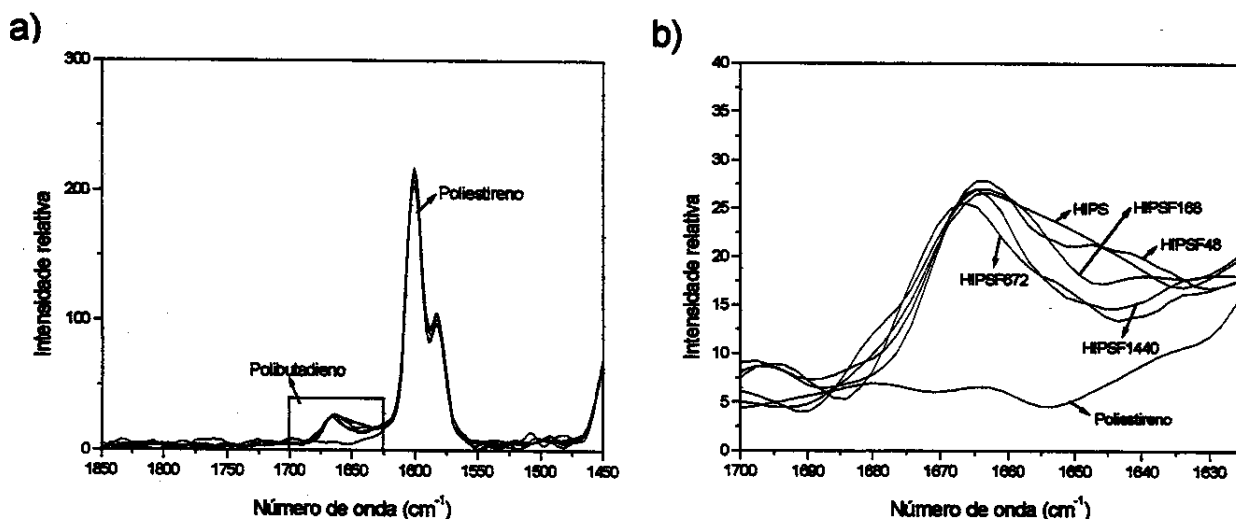 a)
Intensidade relativa
300
200
100
0
Poliestireno
Polibutadieno
1850 1800 1750 1700 1650 1600 1550 1500 1450
Número de onda (cm⁻¹)
b)
Intensidade relativa
40
35
30
25
20
15
10
5
0
HIPS
HIPSF168
HIPSF48
HIPSF672
HIPSF1440
Poliestireno
1700 1690 1680 1670 1660 1650 1640 1630
Número de onda (cm⁻¹)